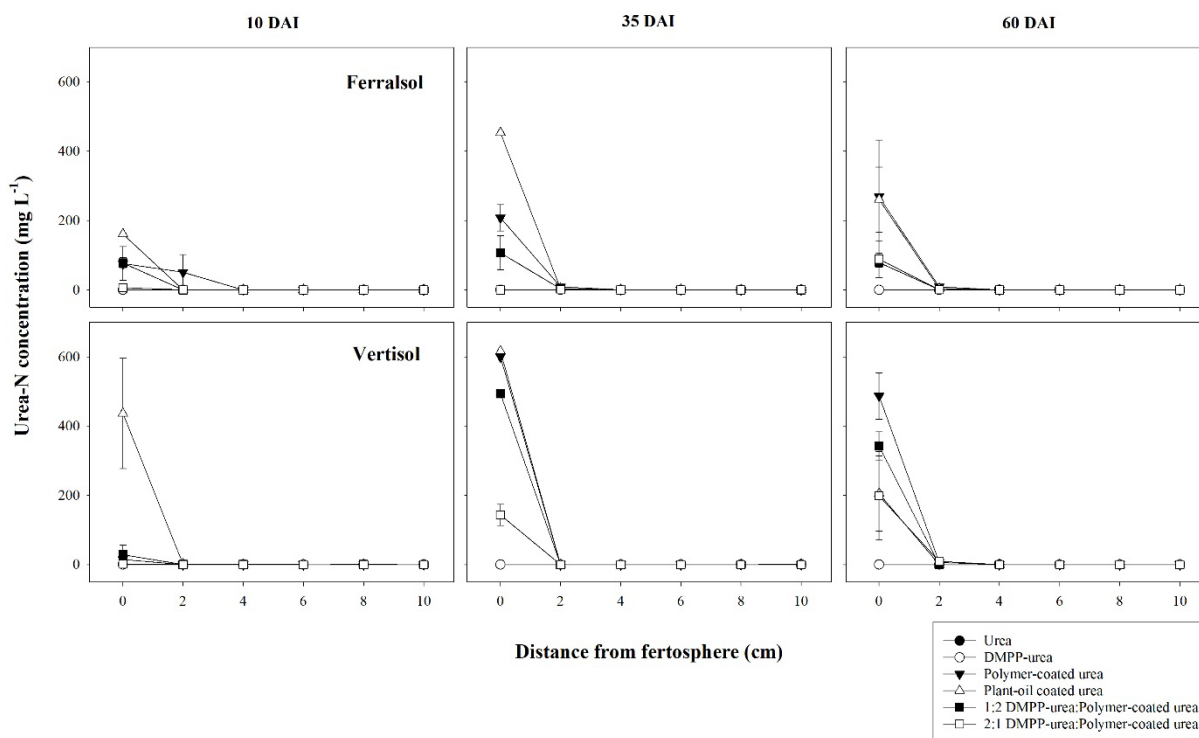 10 DAI 35 DAI 60 DAI
Ferralsol
600
400
200
0
Vertisol
600
400
200
0
Urea-N concentration (mg L-1)
0 2 4 6 8 10 0 2 4 6 8 10 0 2 4 6 8 10
Distance from fertosphere (cm)
Urea
DMPP-urea
Polymer-coated urea
Plant-oil coated urea
1:2 DMPP-urea:Polymer-coated urea
2:1 DMPP-urea:Polymer-coated urea